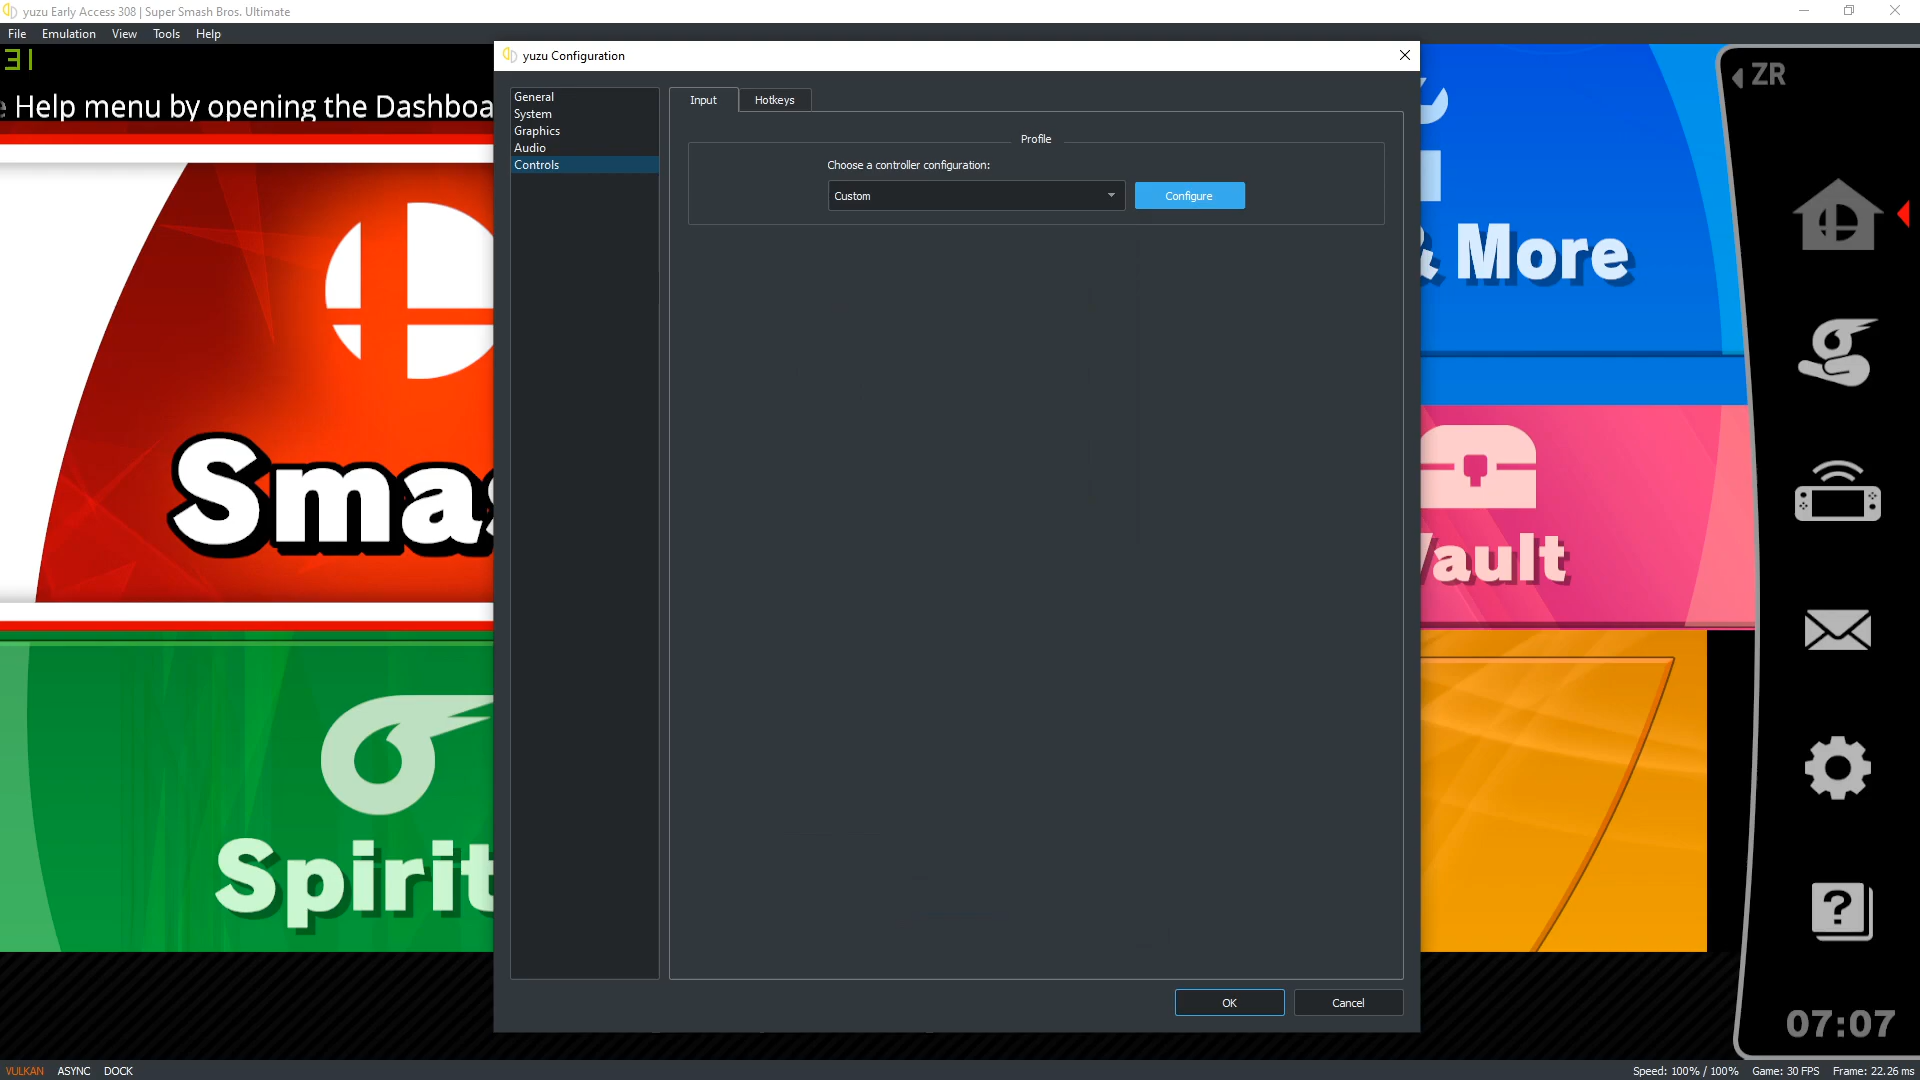 yuzu Early Access 308 | Super Smash Bros. Ultimate
File Emulation View Tools Help
31
Help menu by opening the Dashboa
yuzu Configuration
General
System
Graphics
Audio
Controls
Input Hotkeys
Profile
Choose a controller configuration:
Custom Configure
OK Cancel
Smas
Spirit
& More
Vault
ZR
?
07:07
VULKAN ASYNC DOCK
Speed: 100% / 100% Game: 30 FPS Frame: 22.26 ms